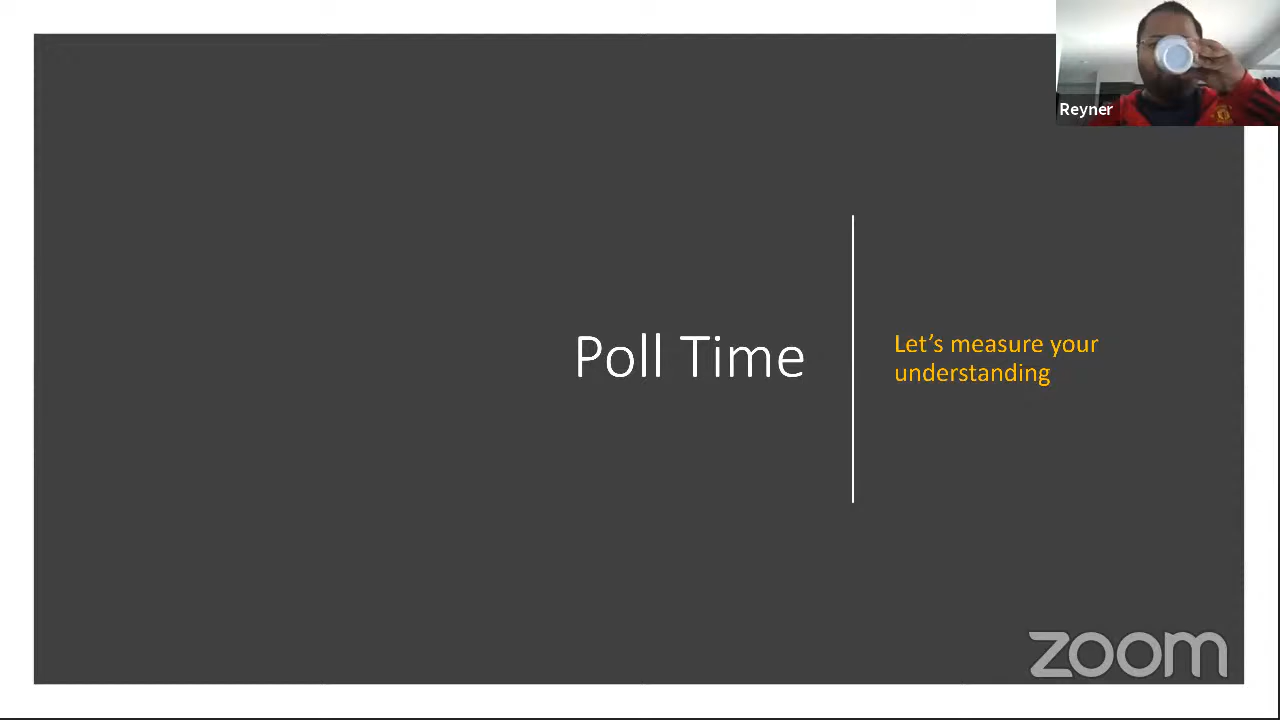 Reyner
Poll Time
Let's measure your
understanding
zoom